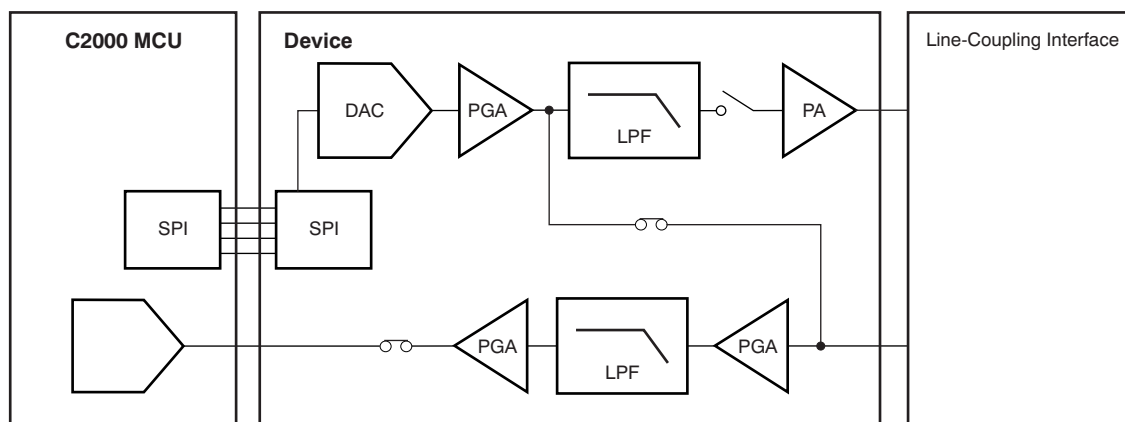 C2000 MCU
Device
Line-Coupling Interface
DAC
PGA
LPF
PA
SPI
SPI
PGA
LPF
PGA